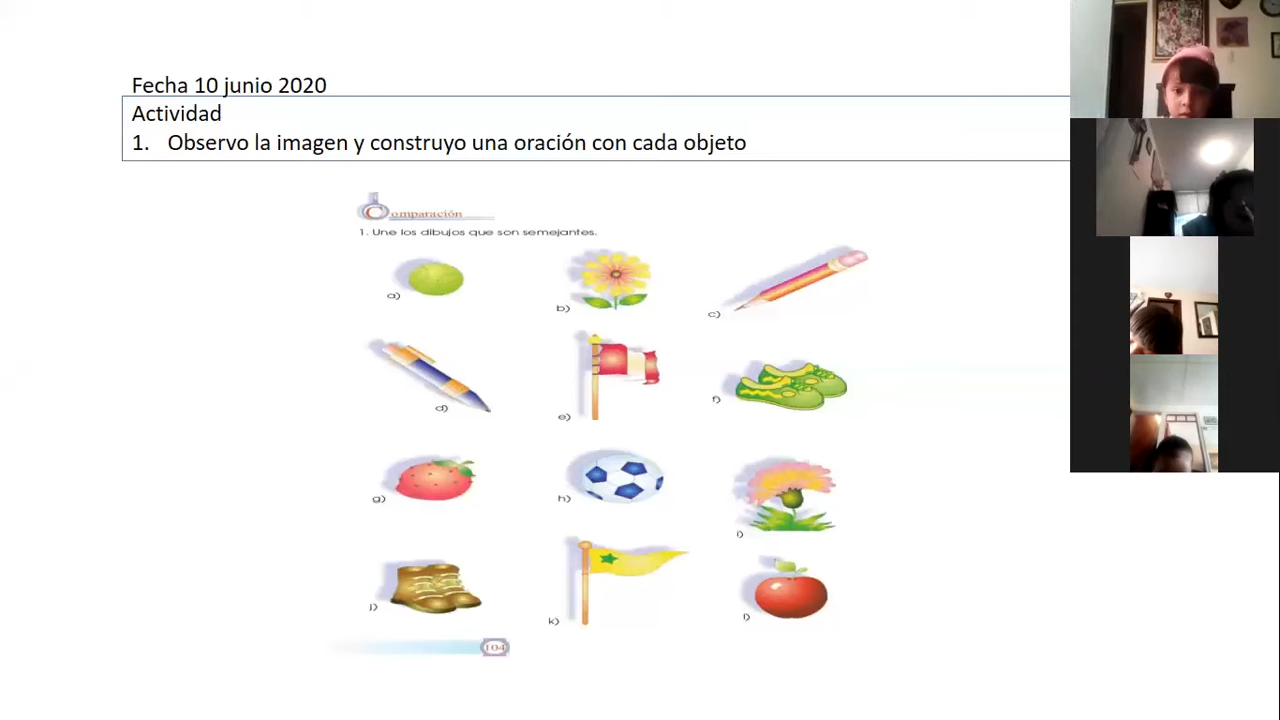 Fecha 10 junio 2020
Actividad
1. Observo la imagen y construyo una oración con cada objeto
Comparación
1. Une los dibujos que son semejantes.
a)
b)
c)
d)
e)
f)
g)
h)
i)
j)
k)
l)
104